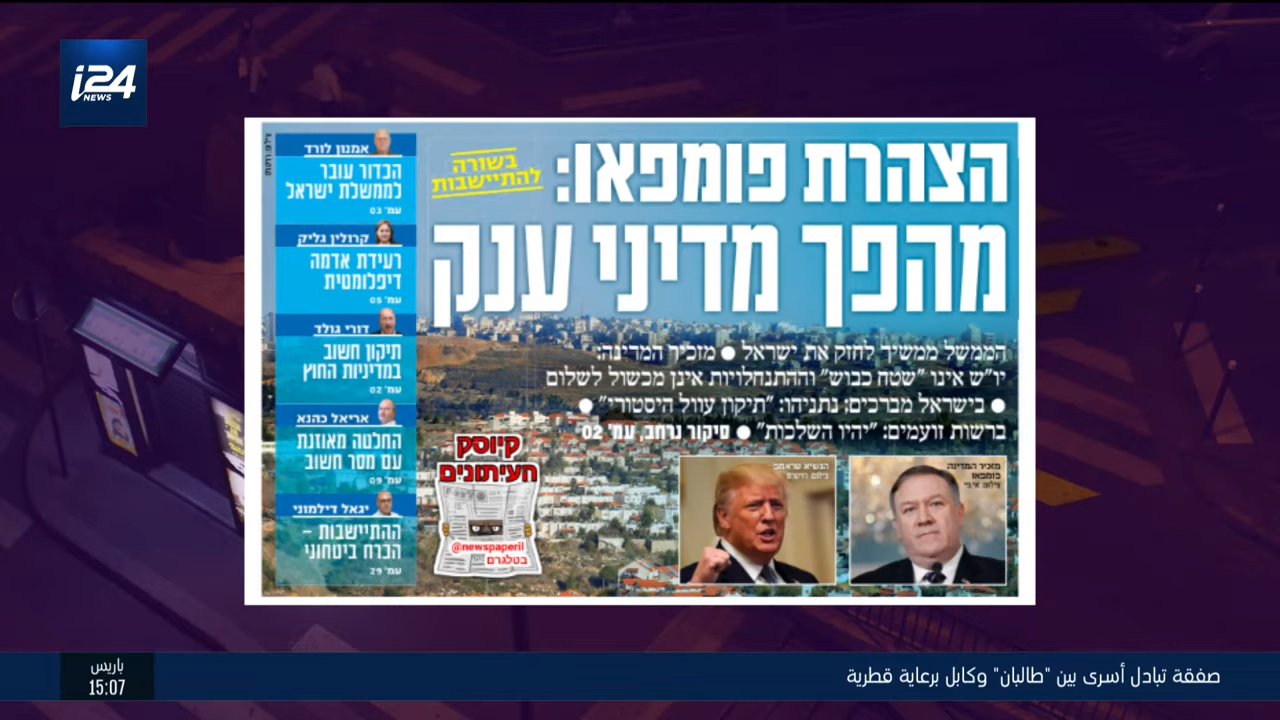 i24
NEWS
הצהרת פומפאו:
מהפך מדיני ענק
בשורה
להתיישבות
הממשל ממשיך לחזק את ישראל ● מזכיר המדינה:
יו"ש אינו "שטח כבוש" וההתנחלויות אינן מכשול לשלום
● בישראל מברכים; נתניהו: "תיקון עוול היסטורי" ●
ברשות זועמים: "יהיו השלכות" ● סיקור נרחב, עמ' 02
מזכיר המדינה
פומפאו
צילום: אי.פי
הנשיא טראמפ
צילום: רויטרס
קיוסק
העיתונים
@newspaperil
בטלגרם
אמנון לורד
הכדור עובר
לממשלת ישראל
עמ' 03
קרולין גליק
רעידת אדמה
דיפלומטית
עמ' 05
דורי גולד
תיקון חשוב
במדיניות החוץ
עמ' 02
אריאל כהנא
החלטה מאוזנת
עם מסר חשוב
עמ' 09
יגאל דילמוני
ההתיישבות –
הכרח ביטחוני
עמ' 29
صفقة تبادل أسرى بين "طالبان" وكابل برعاية قطرية
باريس
15:07